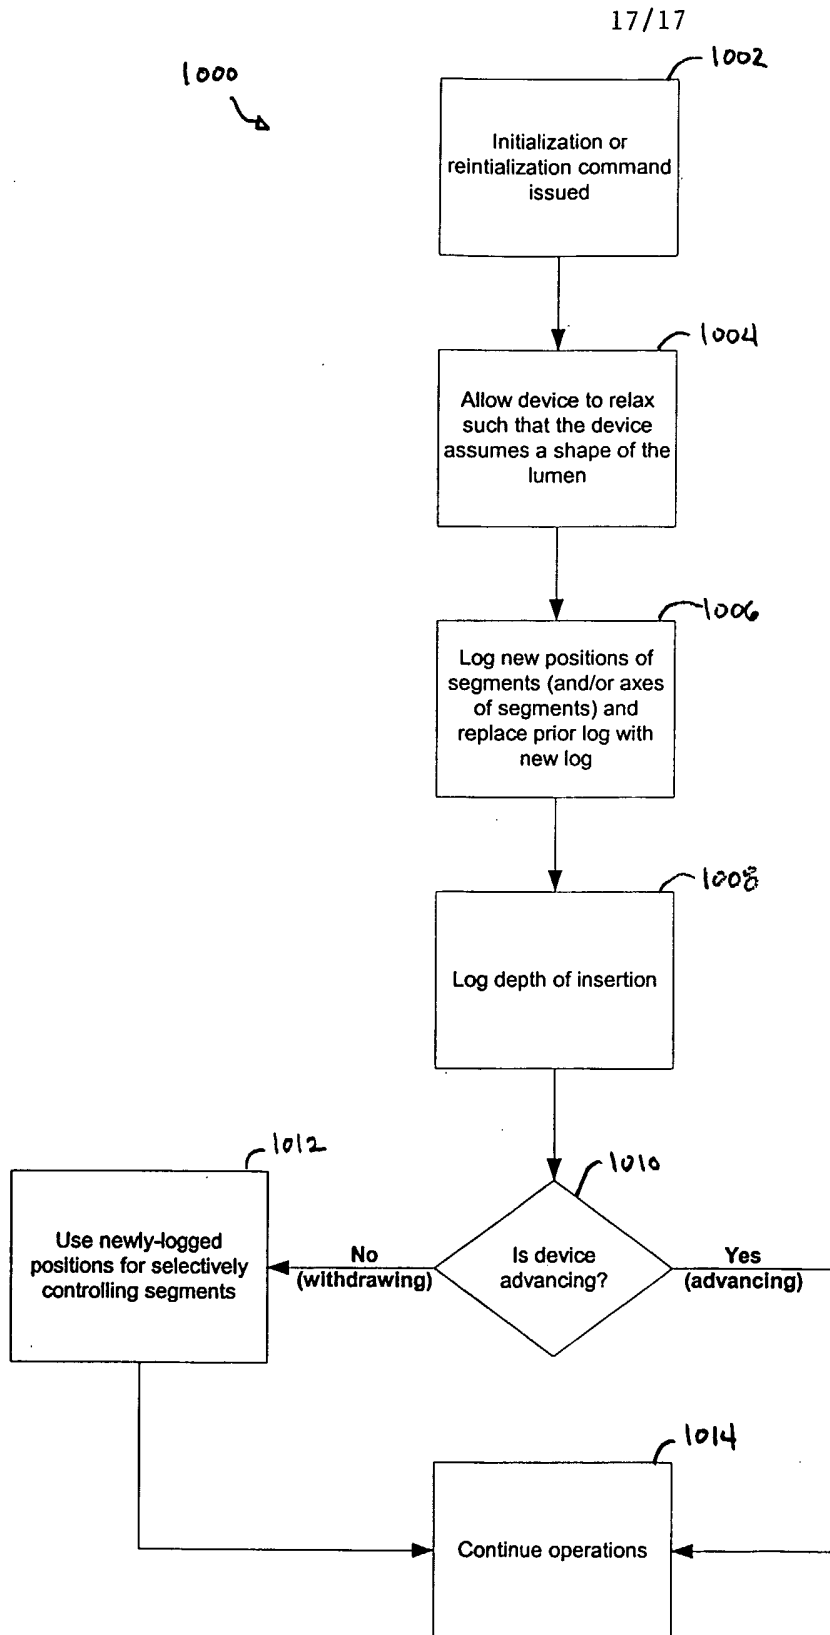 17/17
1000
1002
Initialization or
reintialization command
issued
1004
Allow device to relax
such that the device
assumes a shape of the
lumen
1006
Log new positions of
segments (and/or axes
of segments) and
replace prior log with
new log
1008
Log depth of insertion
1010
Is device
advancing?
No
(withdrawing)
Yes
(advancing)
1012
Use newly-logged
positions for selectively
controlling segments
1014
Continue operations